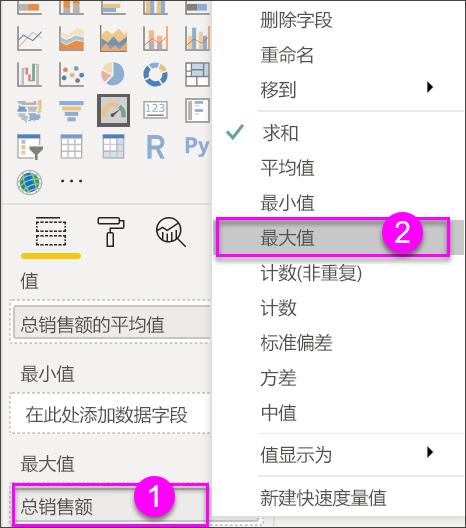 123
R
Py
值
总销售额的平均值
最小值
在此处添加数据字段
最大值
总销售额
1
删除字段
重命名
移到
求和
平均值
最小值
最大值
2
计数(非重复)
计数
标准偏差
方差
中值
值显示为
新建快速度量值